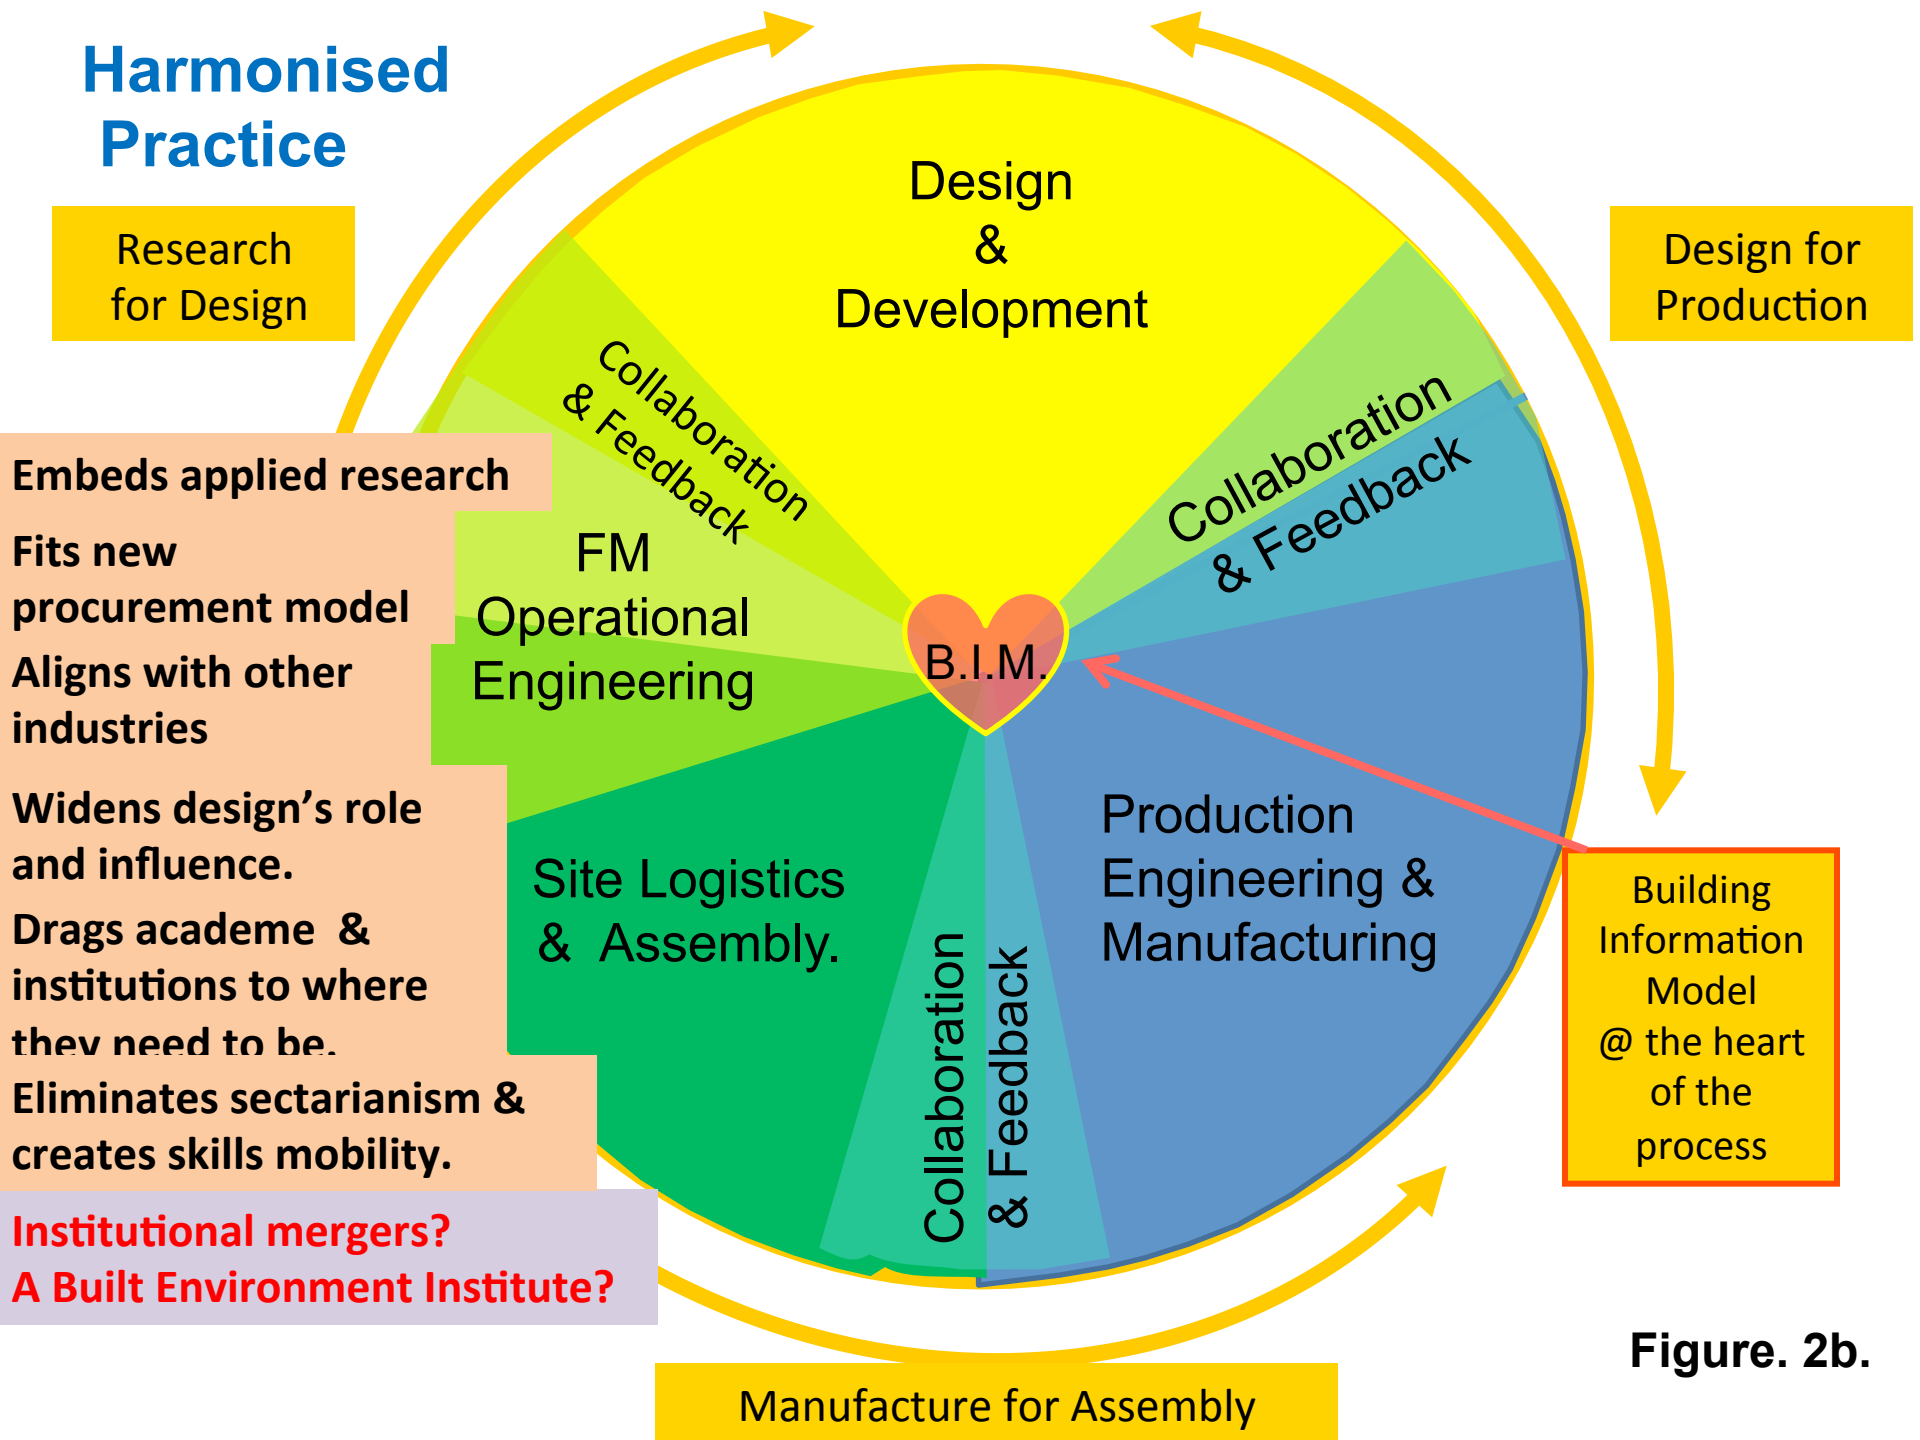 Harmonised
Practice
Research
for Design
Design for
Production
Design
&
Development
Collaboration
& Feedback
Collaboration
& Feedback
Embeds applied research
Fits new
procurement model
Aligns with other
industries
Widens design's role
and influence.
Drags academe &
institutions to where
they need to be.
Eliminates sectarianism &
creates skills mobility.
Institutional mergers?
A Built Environment Institute?
FM
Operational
Engineering
B.I.M.
Production
Engineering &
Manufacturing
Site Logistics
& Assembly.
Collaboration
& Feedback
Building
Information
Model
@ the heart
of the
process
Manufacture for Assembly
Figure. 2b.